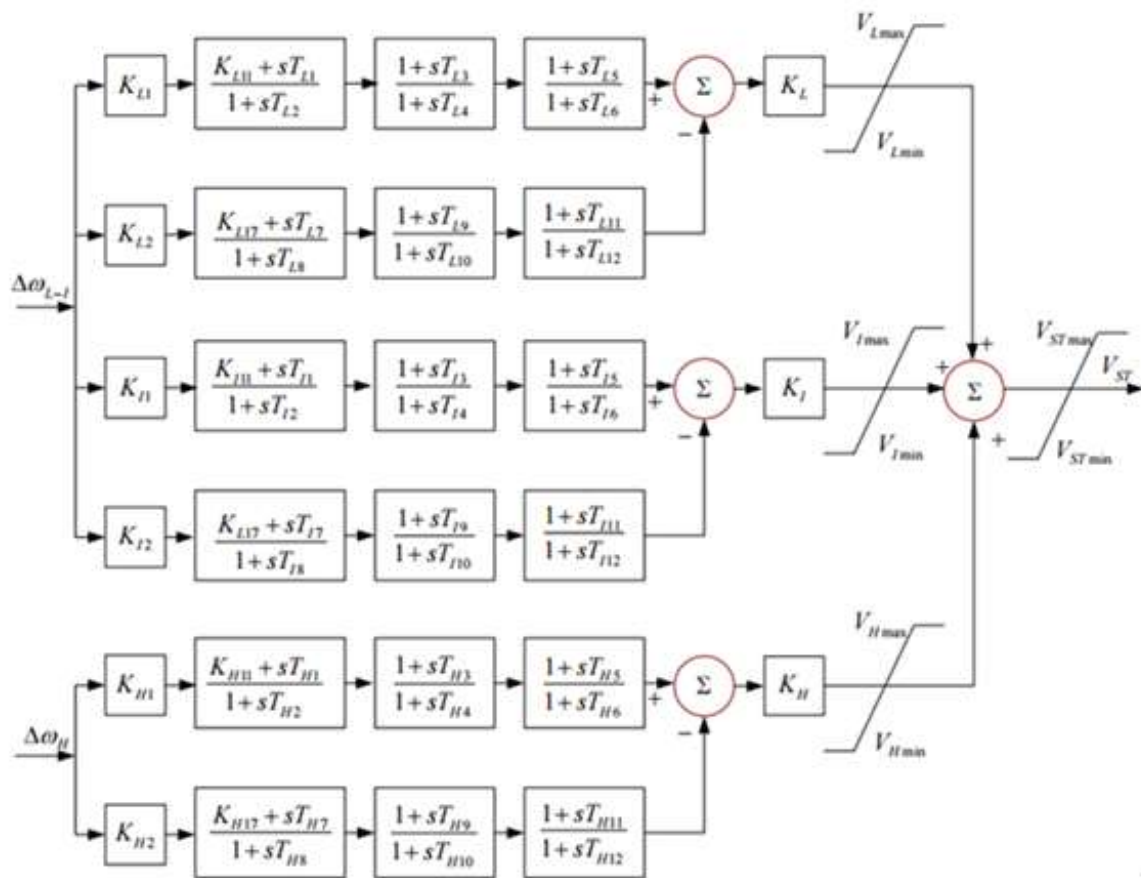 V_Lmax
K_L1 (K_L11 + sT_L1)/(1 + sT_L2) (1 + sT_L3)/(1 + sT_L4) (1 + sT_L5)/(1 + sT_L6) + Σ K_L
− V_Lmin
K_L2 (K_L17 + sT_L7)/(1 + sT_L8) (1 + sT_L9)/(1 + sT_L10) (1 + sT_L11)/(1 + sT_L12)
Δω_L-I
V_Imax V_STmax
K_I1 (K_I11 + sT_I1)/(1 + sT_I2) (1 + sT_I3)/(1 + sT_I4) (1 + sT_I5)/(1 + sT_I6) + Σ K_I + + Σ V_ST
− V_Imin + V_STmin
K_I2 (K_L17 + sT_I7)/(1 + sT_I8) (1 + sT_I9)/(1 + sT_I10) (1 + sT_I11)/(1 + sT_I12)
V_Hmax
K_H1 (K_H11 + sT_H1)/(1 + sT_H2) (1 + sT_H3)/(1 + sT_H4) (1 + sT_H5)/(1 + sT_H6) + Σ K_H
− V_Hmin
Δω_H
K_H2 (K_H17 + sT_H7)/(1 + sT_H8) (1 + sT_H9)/(1 + sT_H10) (1 + sT_H11)/(1 + sT_H12)